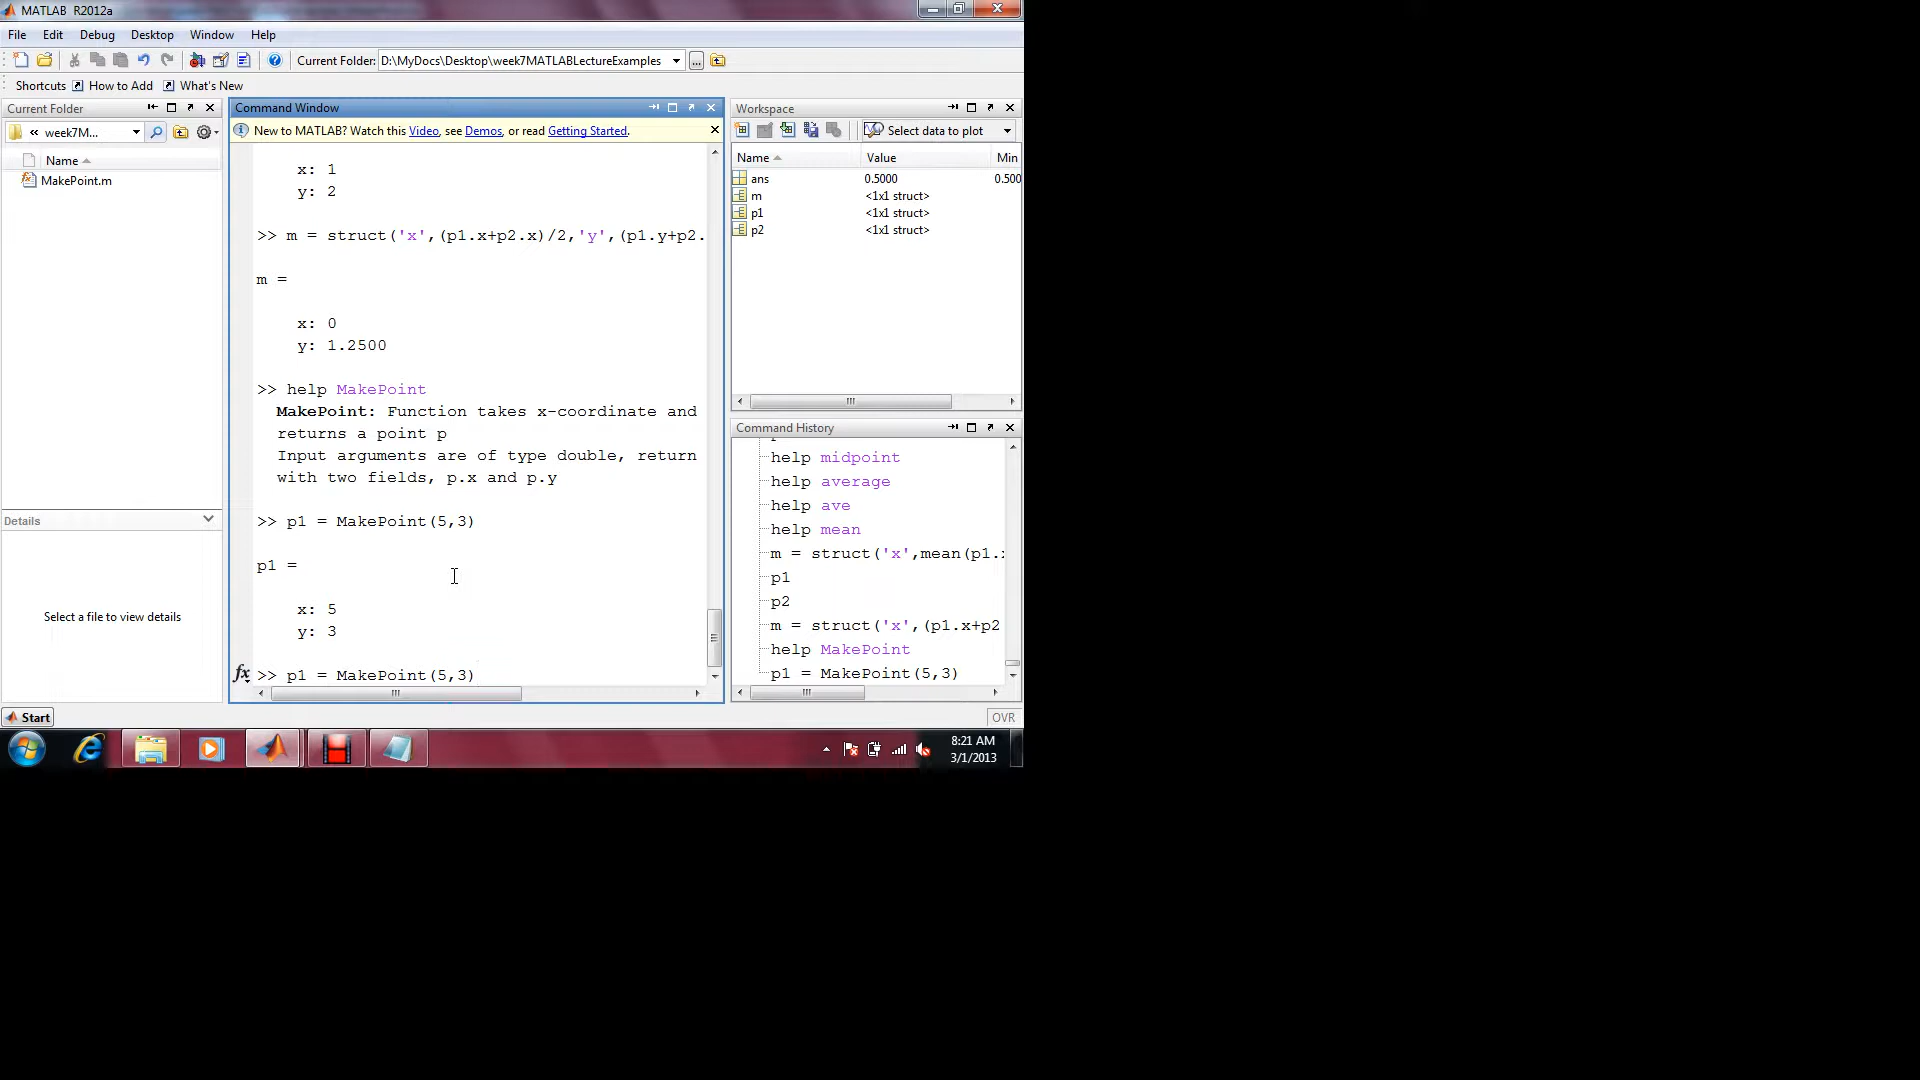 MATLAB R2012a
File Edit Debug Desktop Window Help
Current Folder: D:\MyDocs\Desktop\week7MATLABLectureExamples ...
Shortcuts How to Add What's New
Current Folder
« week7M...
Name
MakePoint.m
Details
Select a file to view details
Command Window
New to MATLAB? Watch this Video, see Demos, or read Getting Started.
x: 1
y: 2
>> m = struct('x',(p1.x+p2.x)/2,'y',(p1.y+p2.
m =
x: 0
y: 1.2500
>> help MakePoint
MakePoint: Function takes x-coordinate and
returns a point p
Input arguments are of type double, return
with two fields, p.x and p.y
>> p1 = MakePoint(5,3)
p1 =
x: 5
y: 3
fx >> p1 = MakePoint(5,3)
Workspace
Select data to plot
Name Value Min
ans 0.5000 0.500
m <1x1 struct>
p1 <1x1 struct>
p2 <1x1 struct>
Command History
help midpoint
help average
help ave
help mean
m = struct('x',mean(p1.
p1
p2
m = struct('x',(p1.x+p2
help MakePoint
p1 = MakePoint(5,3)
Start
OVR
8:21 AM
3/1/2013